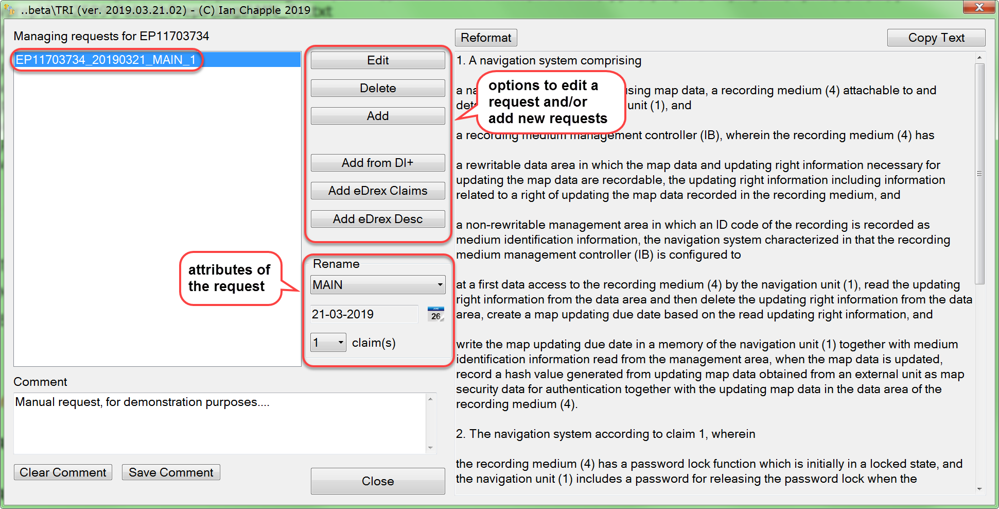 ..beta\TRI (ver. 2019.03.21.02) - (C) Ian Chapple 2019
Managing requests for EP11703734
EP11703734_20190321_MAIN_1
Edit
Delete
Add
Add from DI+
Add eDrex Claims
Add eDrex Desc
options to edit a
request and/or
add new requests
attributes of
the request
Rename
MAIN
21-03-2019
JUNE
26
1
claim(s)
Comment
Manual request, for demonstration purposes....
Clear Comment
Save Comment
Close
Reformat
Copy Text
1. A navigation system comprising
a using map data, a recording medium (4) attachable to and
unit (1), and
a recording medium management controller (IB), wherein the recording medium (4) has
a rewritable data area in which the map data and updating right information necessary for
updating the map data are recordable, the updating right information including information
related to a right of updating the map data recorded in the recording medium, and
a non-rewritable management area in which an ID code of the recording is recorded as
medium identification information, the navigation system characterized in that the recording
medium management controller (IB) is configured to
at a first data access to the recording medium (4) by the navigation unit (1), read the updating
right information from the data area and then delete the updating right information from the data
area, create a map updating due date based on the read updating right information, and
write the map updating due date in a memory of the navigation unit (1) together with medium
identification information read from the management area, when the map data is updated,
record a hash value generated from updating map data obtained from an external unit as map
security data for authentication together with the updating map data in the data area of the
recording medium (4).
2. The navigation system according to claim 1, wherein
the recording medium (4) has a password lock function which is initially in a locked state, and
the navigation unit (1) includes a password for releasing the password lock when the